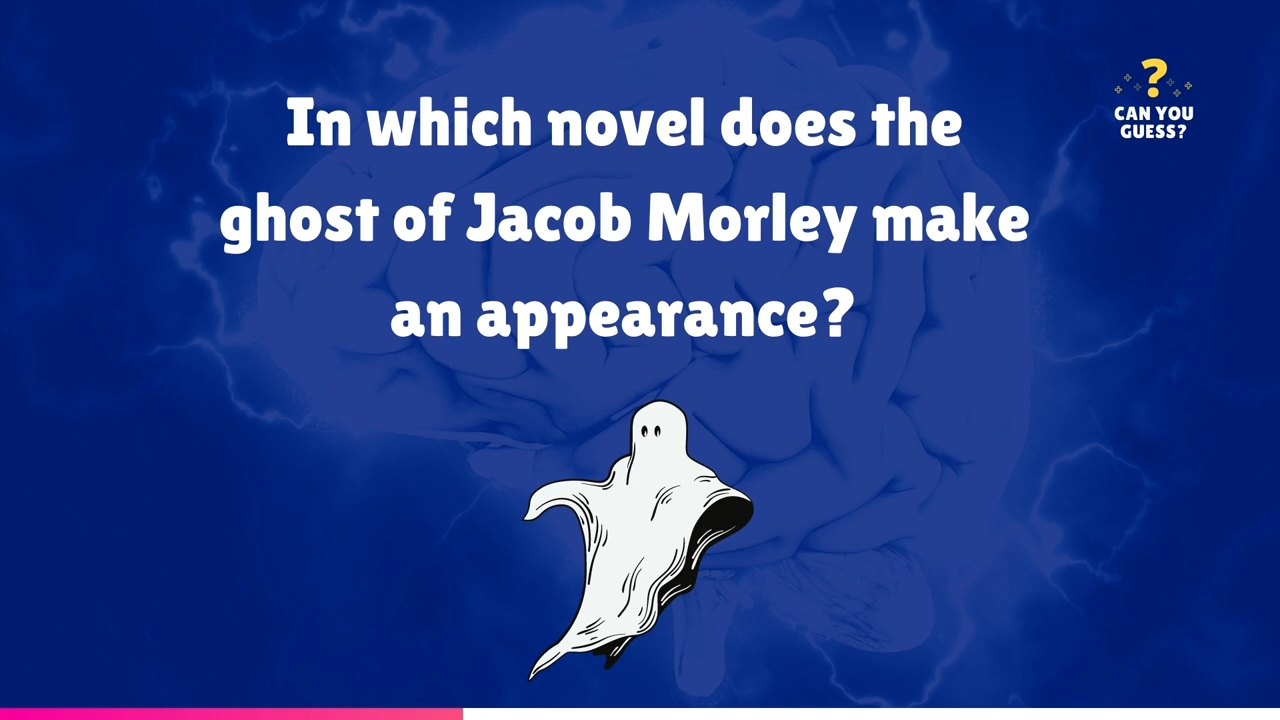 In which novel does the
ghost of Jacob Morley make
an appearance?
?
CAN YOU
GUESS?